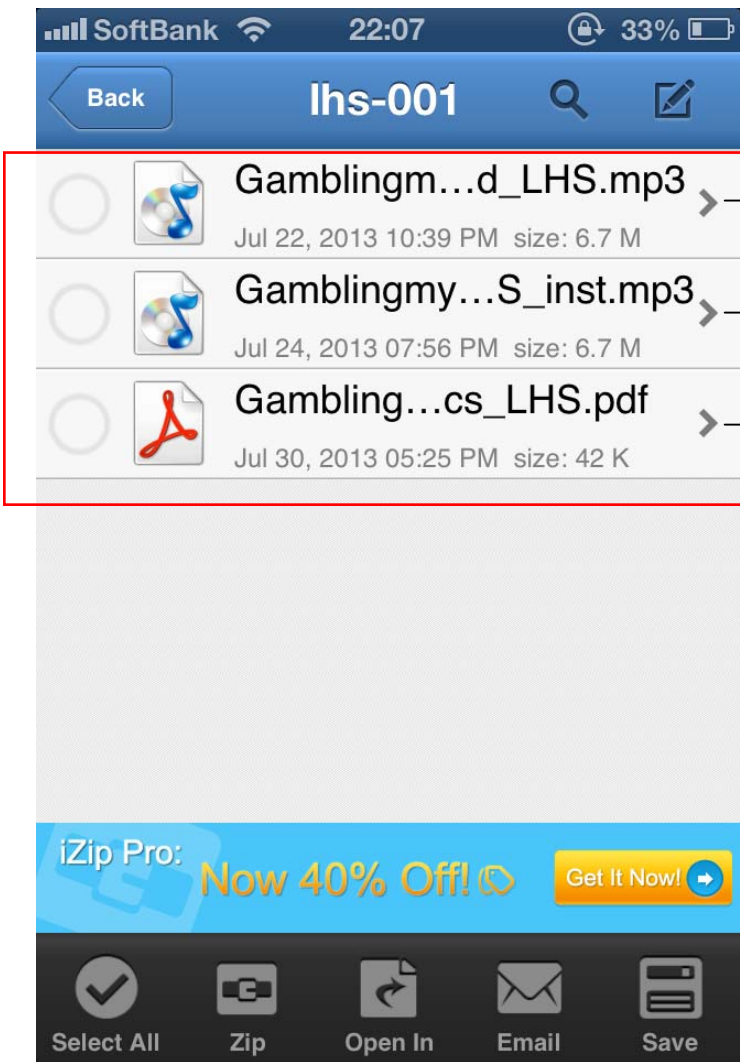 SoftBank 22:07 33%
Back lhs-001
Gamblingm…d_LHS.mp3
Jul 22, 2013 10:39 PM size: 6.7 M
Gamblingmy…S_inst.mp3
Jul 24, 2013 07:56 PM size: 6.7 M
Gambling…cs_LHS.pdf
Jul 30, 2013 05:25 PM size: 42 K
iZip Pro:
Now 40% Off! Get It Now!
Select All Zip Open In Email Save